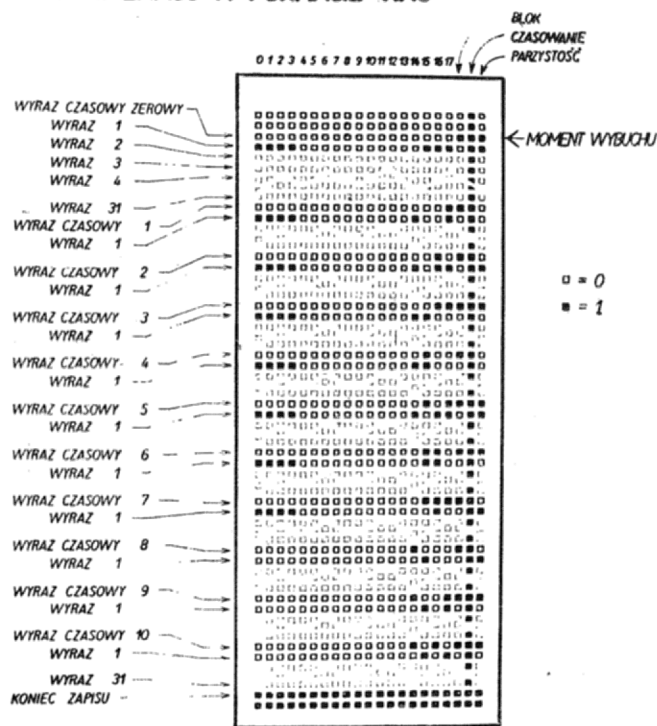 BLOK
CZASOWANIE
PARZYSTOŚĆ
0 1 2 3 4 5 6 7 8 9 10 11 12 13 14 15 16 17
WYRAZ CZASOWY ZEROWY
MOMENT WYBUCHU
WYRAZ 1
WYRAZ 2
WYRAZ 3
WYRAZ 4
WYRAZ 31
WYRAZ CZASOWY 1
WYRAZ 1
WYRAZ CZASOWY 2
WYRAZ 1
□ = 0
■ = 1
WYRAZ CZASOWY 3
WYRAZ 1
WYRAZ CZASOWY 4
WYRAZ 1
WYRAZ CZASOWY 5
WYRAZ 1
WYRAZ CZASOWY 6
WYRAZ 1
WYRAZ CZASOWY 7
WYRAZ 1
WYRAZ CZASOWY 8
WYRAZ 1
WYRAZ CZASOWY 9
WYRAZ 1
WYRAZ CZASOWY 10
WYRAZ 1
WYRAZ 31
KONIEC ZAPISU